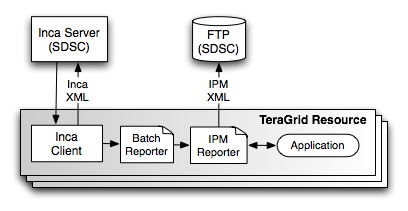 Inca Server
(SDSC)
FTP
(SDSC)
Inca
XML
IPM
XML
TeraGrid Resource
Inca
Client
Batch
Reporter
IPM
Reporter
Application